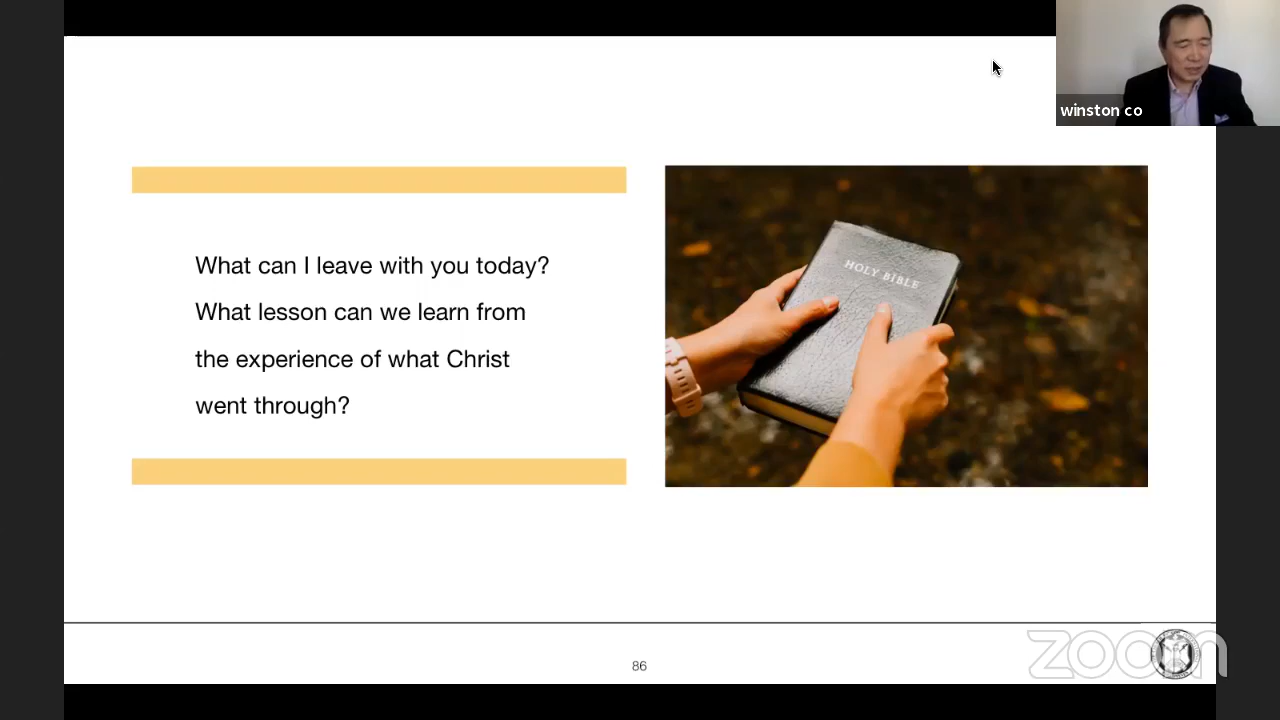 winston co
What can I leave with you today?
What lesson can we learn from
the experience of what Christ
went through?
HOLY BIBLE
86
zoom